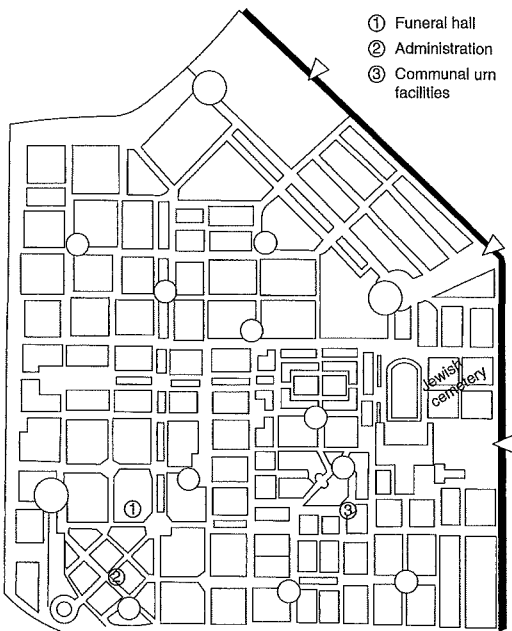 ① Funeral hall
② Administration
③ Communal urn
facilities
Jewish
cemetery
①
③
②